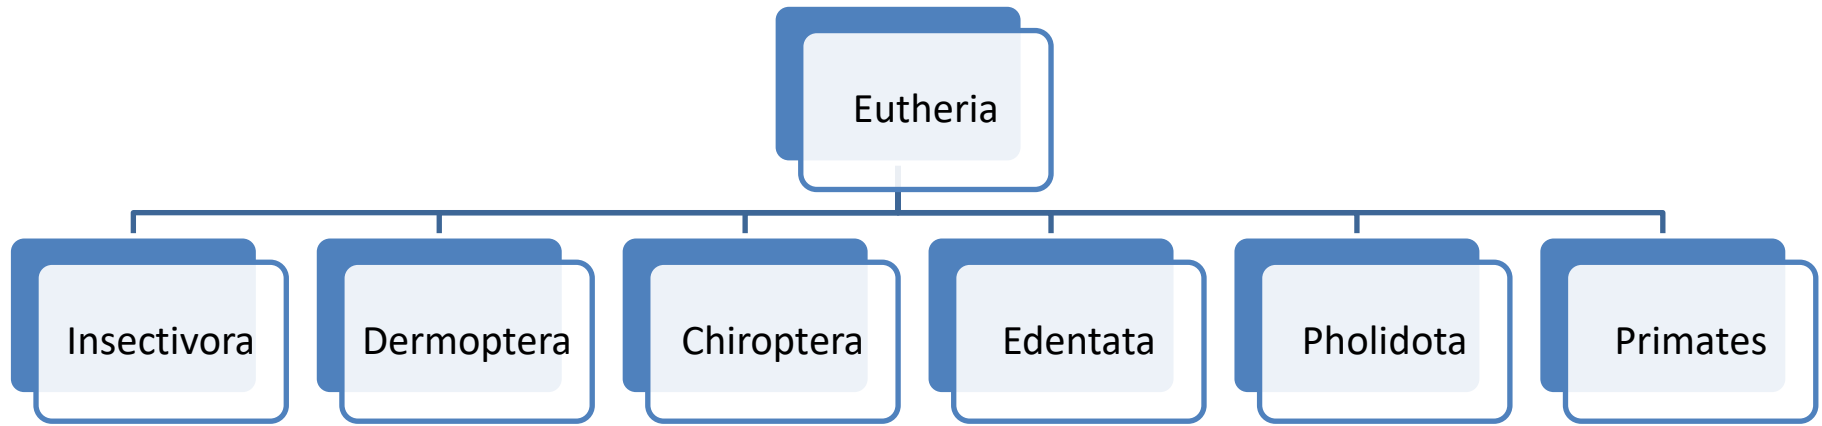 Eutheria
Insectivora
Dermoptera
Chiroptera
Edentata
Pholidota
Primates